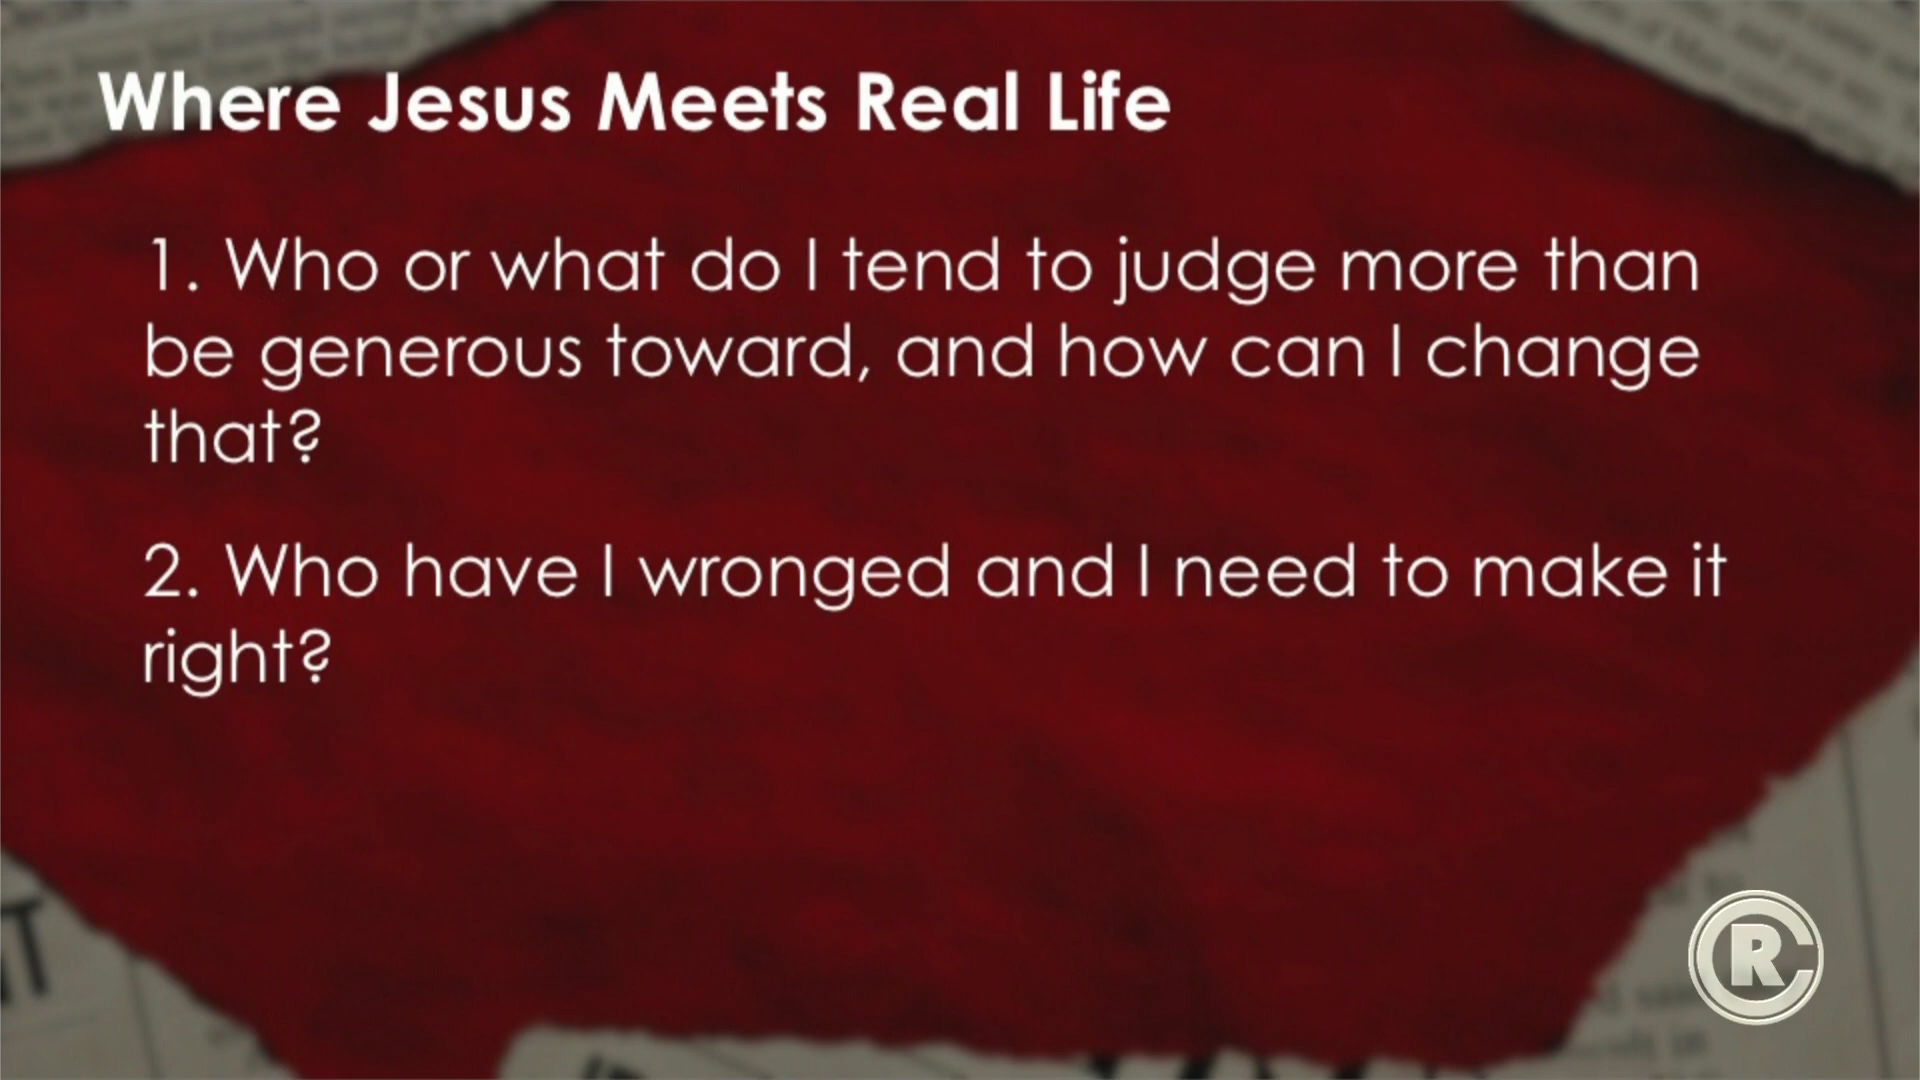 Where Jesus Meets Real Life
1. Who or what do I tend to judge more than
be generous toward, and how can I change
that?
2. Who have I wronged and I need to make it
right?
CR